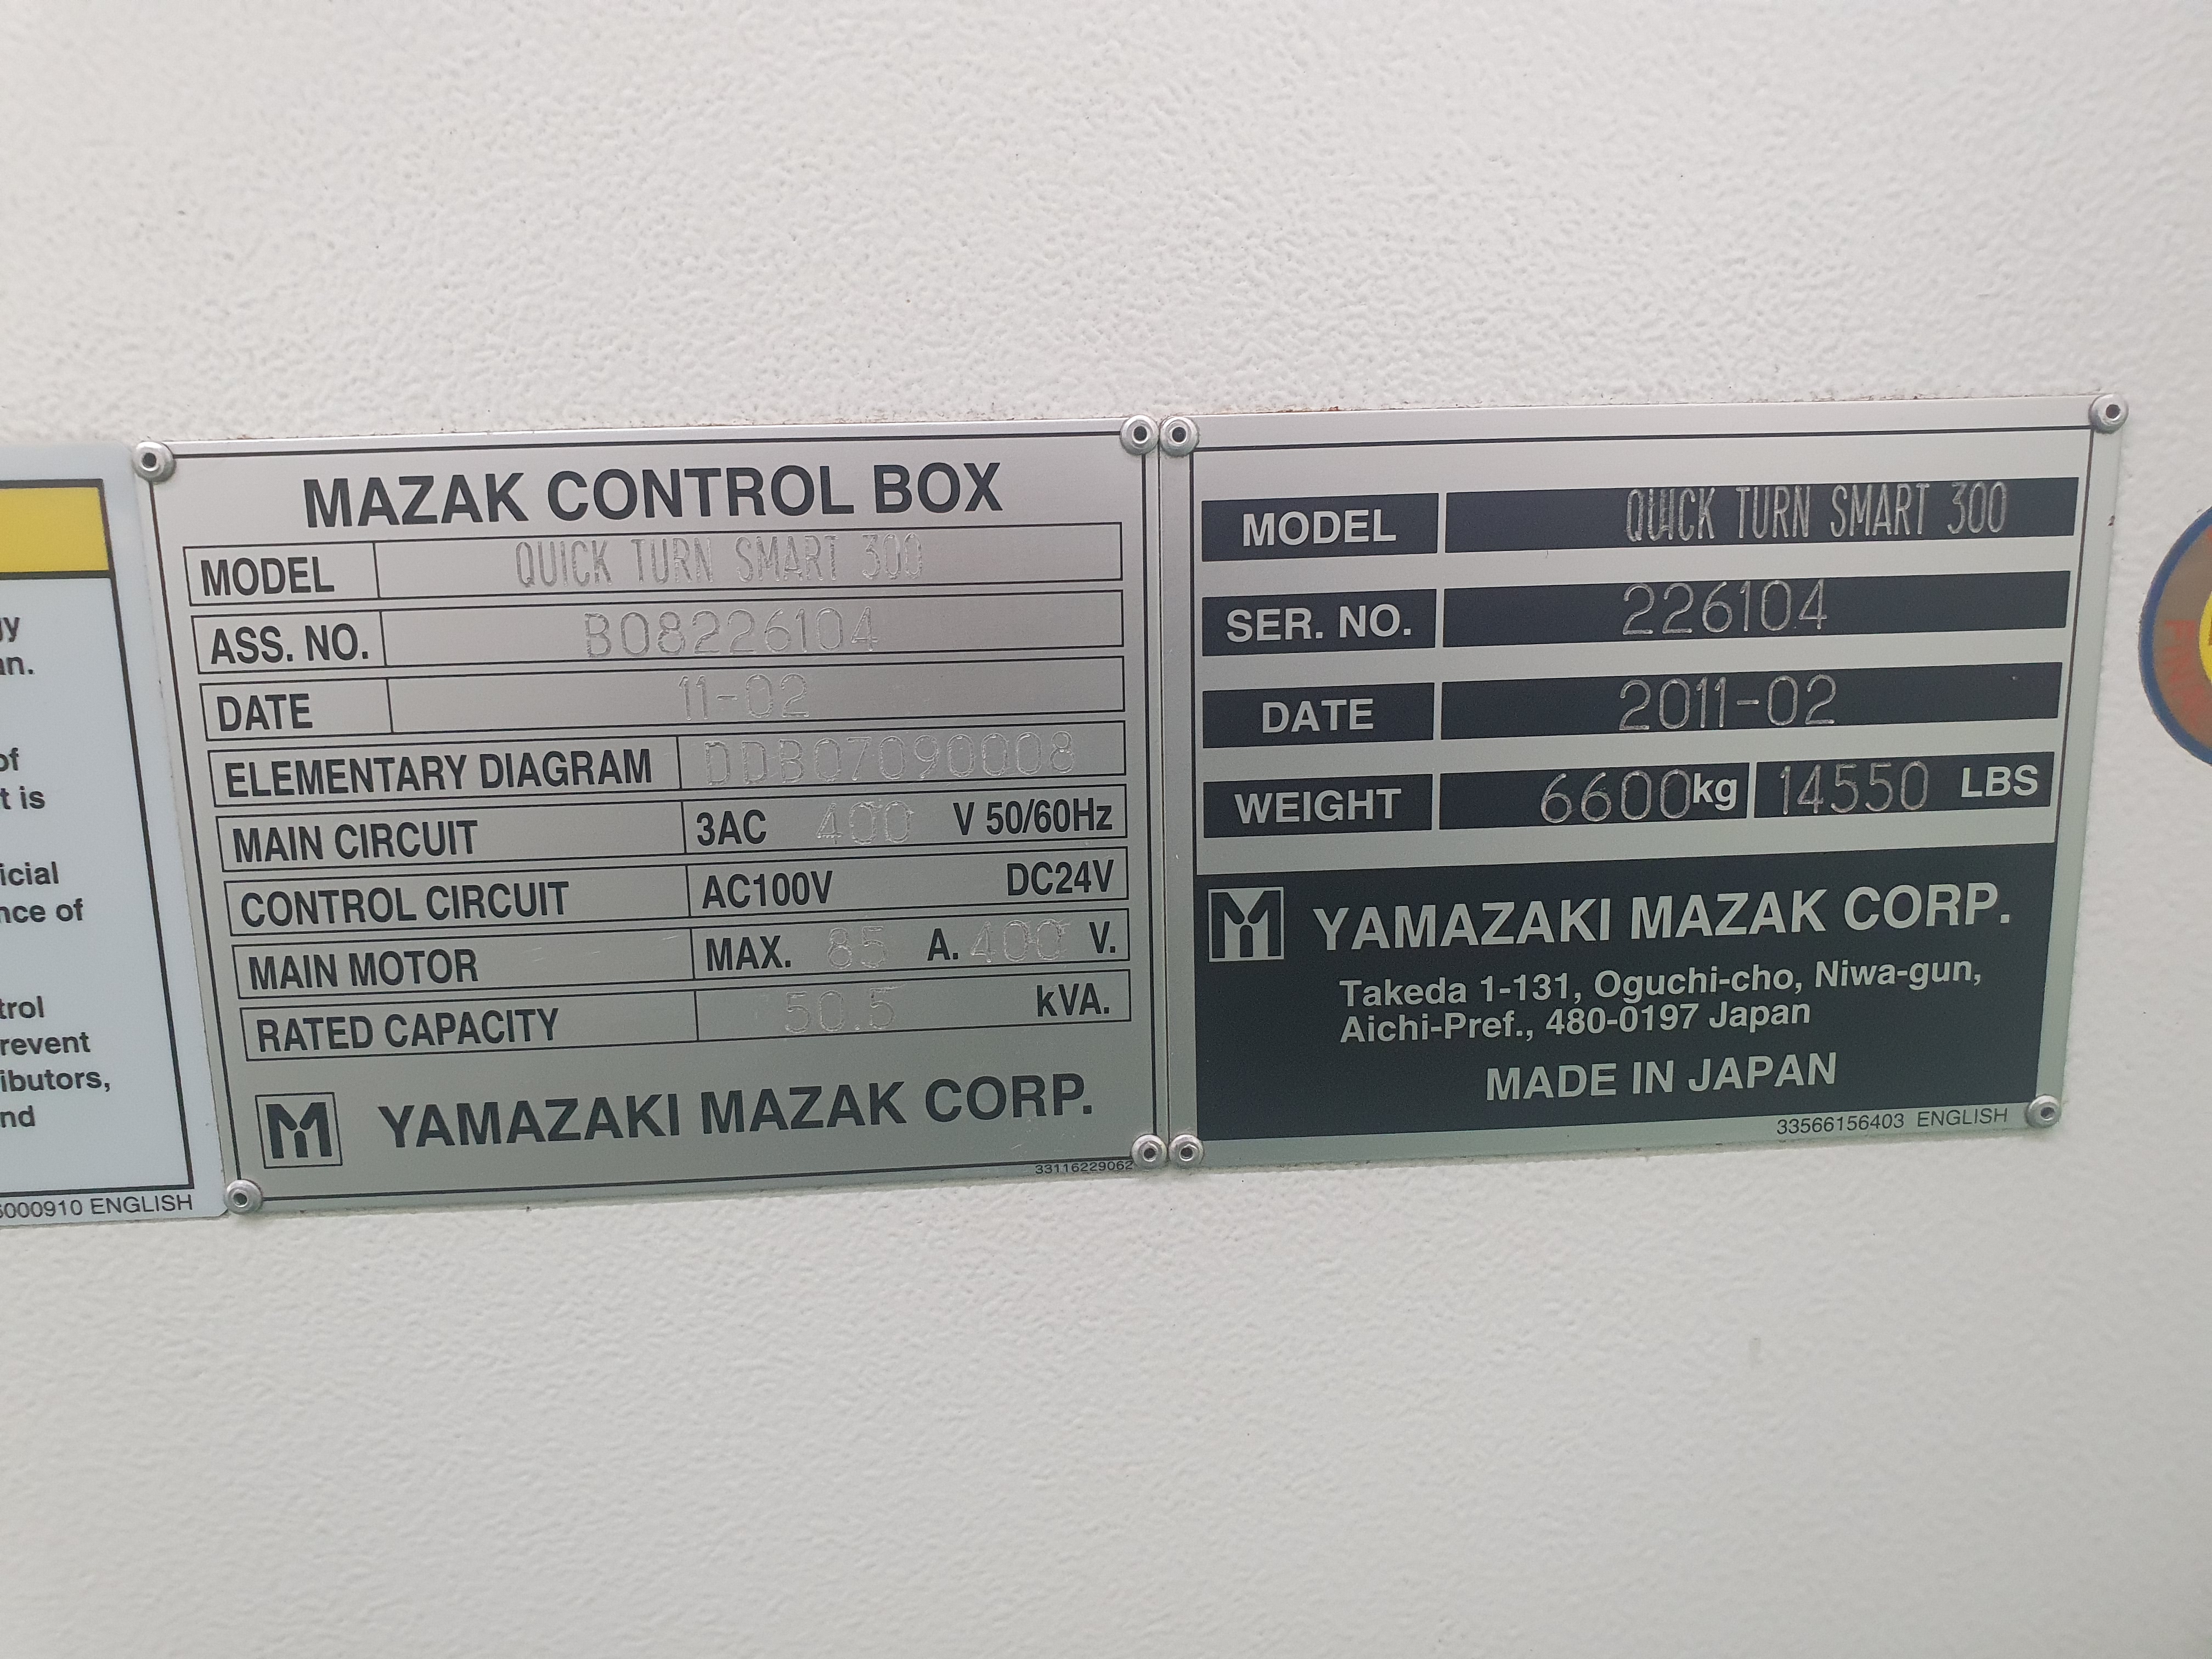 y
an.
of
t is
icial
nce of
trol
revent
ibutors,
nd
6000910 ENGLISH
MAZAK CONTROL BOX
MODEL QUICK TURN SMART 300
ASS. NO. B08226104
DATE 11-02
ELEMENTARY DIAGRAM DDB07090008
MAIN CIRCUIT 3AC 400 V 50/60Hz
CONTROL CIRCUIT AC100V DC24V
MAIN MOTOR MAX. 85 A. 400 V.
RATED CAPACITY 50.5 kVA.
YAMAZAKI MAZAK CORP.
33116229062
MODEL QUICK TURN SMART 300
SER. NO. 226104
DATE 2011-02
WEIGHT 6600kg 14550 LBS
YAMAZAKI MAZAK CORP.
Takeda 1-131, Oguchi-cho, Niwa-gun,
Aichi-Pref., 480-0197 Japan
MADE IN JAPAN
33566156403 ENGLISH